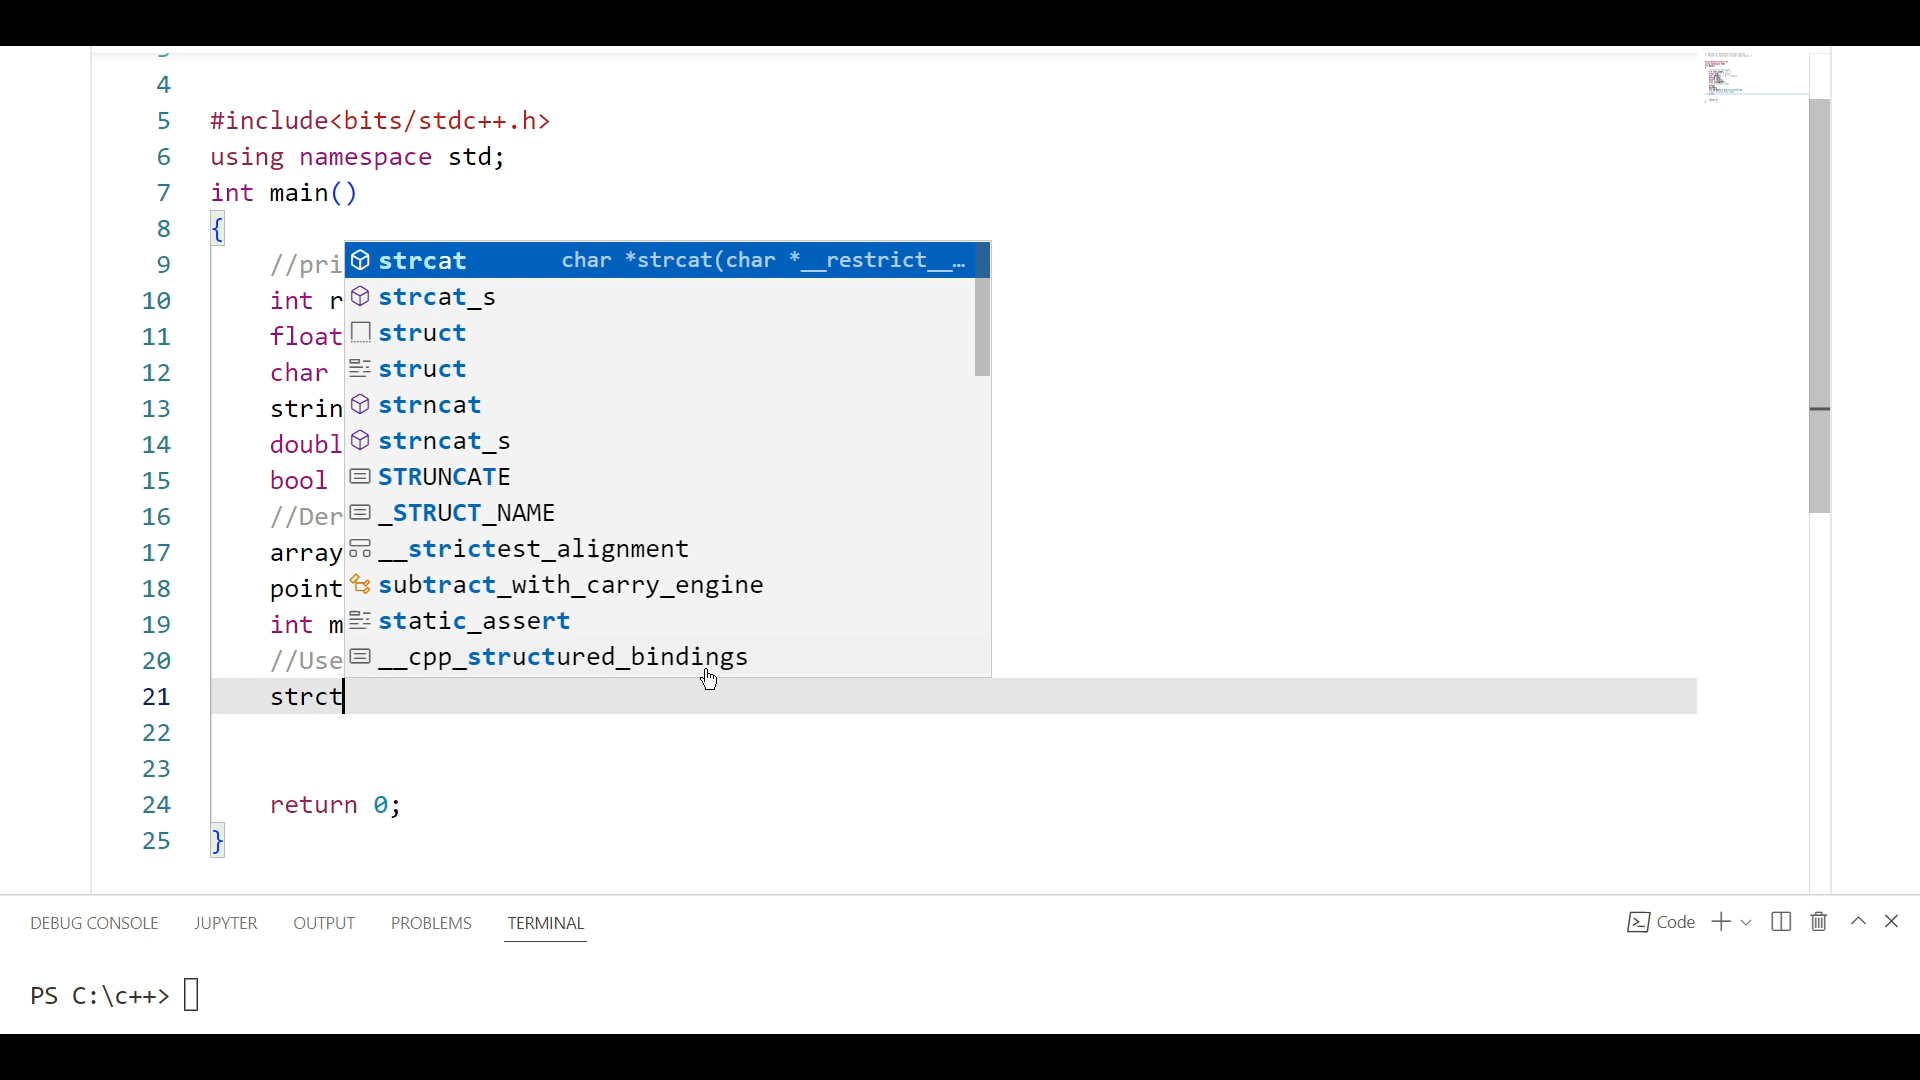 4
5 #include<bits/stdc++.h>
6 using namespace std;
7 int main()
8 {
9 //pri
10 int r
11 float
12 char
13 strin
14 doubl
15 bool
16 //Der
17 array
18 point
19 int m
20 //Use
21 strct
22
23
24 return 0;
25 }
strcat char *strcat(char *__restrict__…
strcat_s
struct
struct
strncat
strncat_s
STRUNCATE
_STRUCT_NAME
__strictest_alignment
subtract_with_carry_engine
static_assert
__cpp_structured_bindings
DEBUG CONSOLE JUPYTER OUTPUT PROBLEMS TERMINAL Code
PS C:\c++>